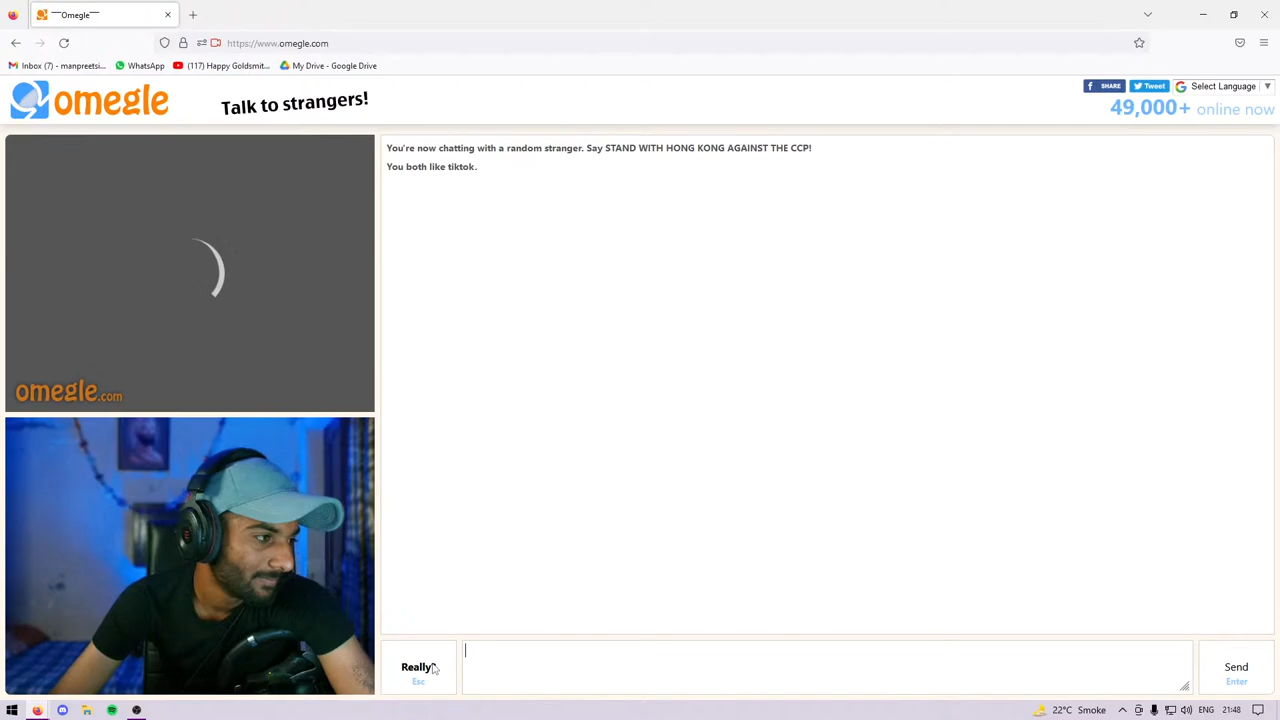 Omegle
https://www.omegle.com
Inbox (7) - manpreetsi...
WhatsApp
(117) Happy Goldsmit...
My Drive - Google Drive
omegle
Talk to strangers!
SHARE
Tweet
Select Language
49,000+ online now
You're now chatting with a random stranger. Say STAND WITH HONG KONG AGAINST THE CCP!
You both like tiktok.
omegle.com
Really
Esc
Send
Enter
22°C Smoke
ENG
21:48